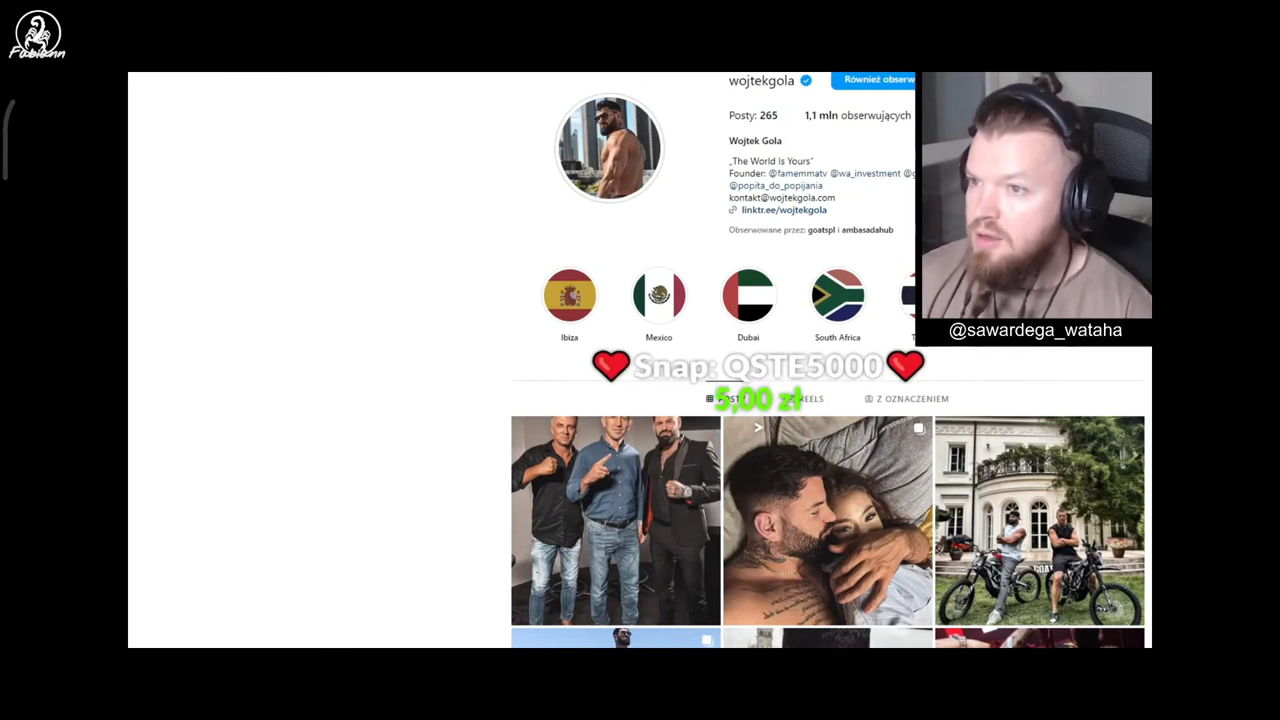 Fabiann
wojtekgola
Również obserw
Posty: 265 1,1 mln obserwujących
Wojtek Gola
„The World Is Yours”
Founder: @famemmatv @wa_investment @g
@popita_do_popijania
kontakt@wojtekgola.com
linktr.ee/wojtekgola
Obserwowane przez: goatspl i ambasadahub
@sawardega_wataha
Ibiza
Mexico
Dubai
South Africa
T
Snap: QSTE5000
5,00 zł
REELS
Z OZNACZENIEM